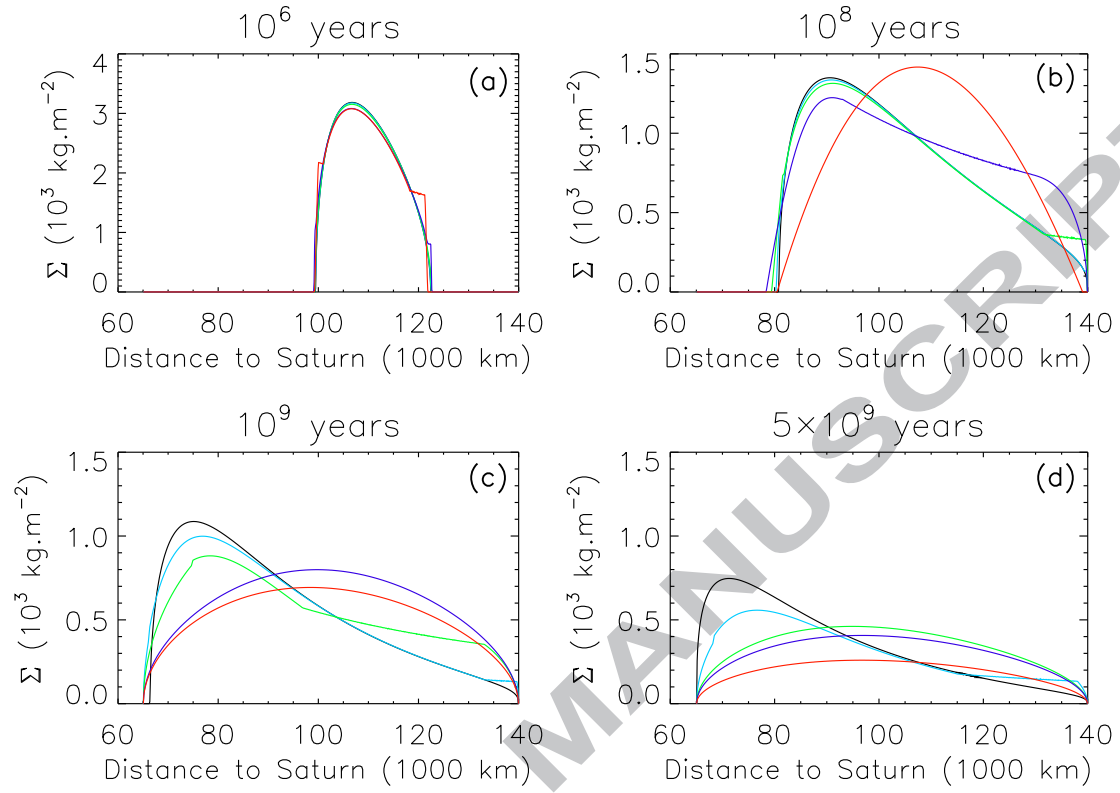 10⁶ years
(a)
Σ (10³ kg.m⁻²)
4
3
2
1
0
60 80 100 120 140
Distance to Saturn (1000 km)
10⁸ years
(b)
Σ (10³ kg.m⁻²)
1.5
1.0
0.5
0.0
60 80 100 120 140
Distance to Saturn (1000 km)
10⁹ years
(c)
Σ (10³ kg.m⁻²)
1.5
1.0
0.5
0.0
60 80 100 120 140
Distance to Saturn (1000 km)
5×10⁹ years
(d)
Σ (10³ kg.m⁻²)
1.5
1.0
0.5
0.0
60 80 100 120 140
Distance to Saturn (1000 km)
MANUSCRIPT